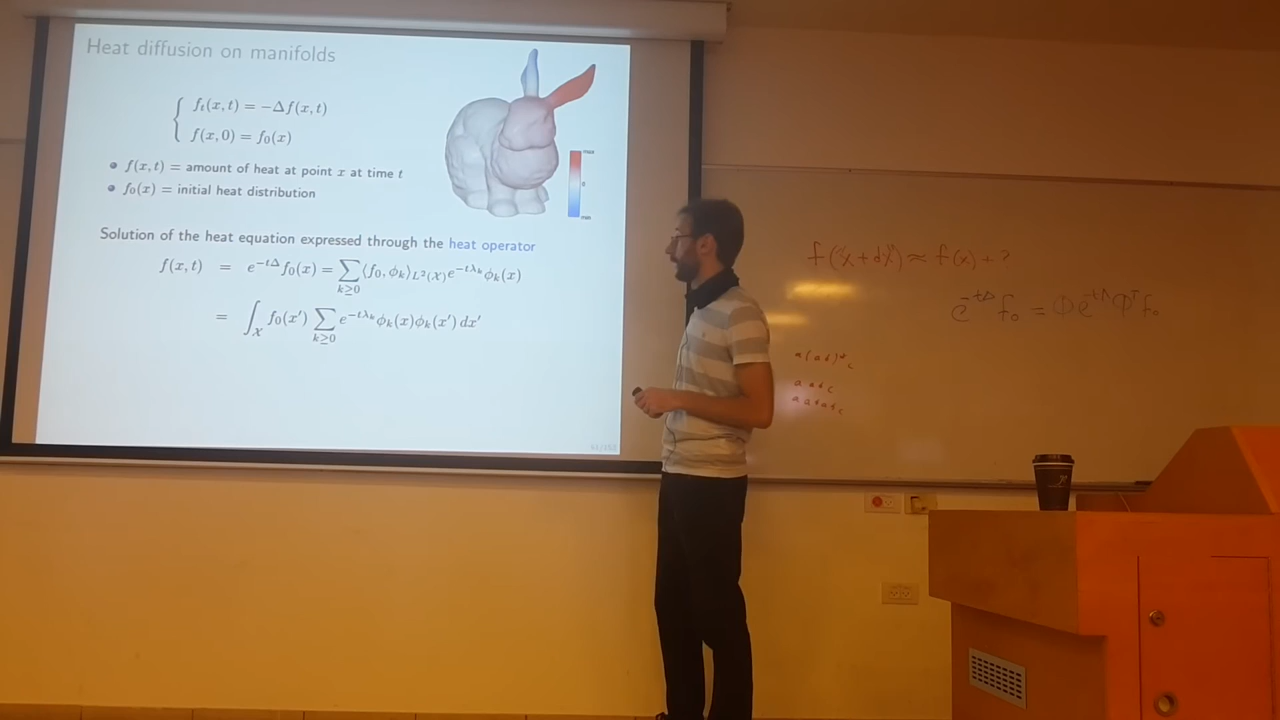 Heat diffusion on manifolds
{ f_t(x, t) = −Δf(x, t)
f(x, 0) = f_0(x)
• f(x, t) = amount of heat at point x at time t
• f_0(x) = initial heat distribution
max
0
min
Solution of the heat equation expressed through the heat operator
f(x, t) = e^{−tΔ} f_0(x) = ∑_{k≥0} ⟨f_0, ϕ_k⟩_{L²(𝒳)} e^{−tλ_k} ϕ_k(x)
= ∫_𝒳 f_0(x′) ∑_{k≥0} e^{−tλ_k} ϕ_k(x)ϕ_k(x′) dx′
f(x+dx) ≈ f(x) + ?
e^{−tΔ} f_0 = Φ e^{−tΛ} Φ^T f_0